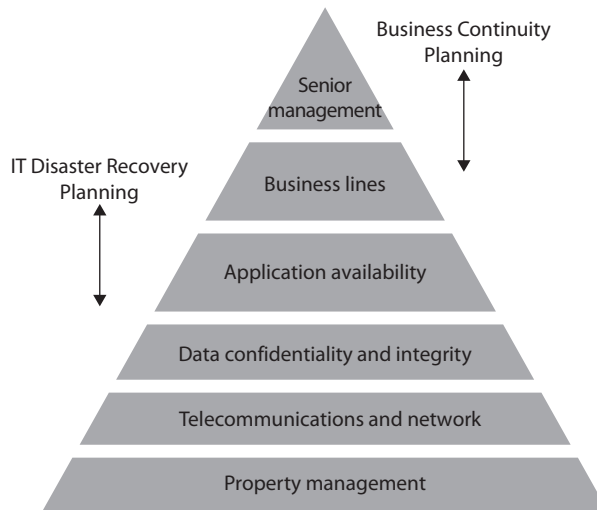 Business Continuity
Planning
Senior
management
IT Disaster Recovery
Planning
Business lines
Application availability
Data confidentiality and integrity
Telecommunications and network
Property management